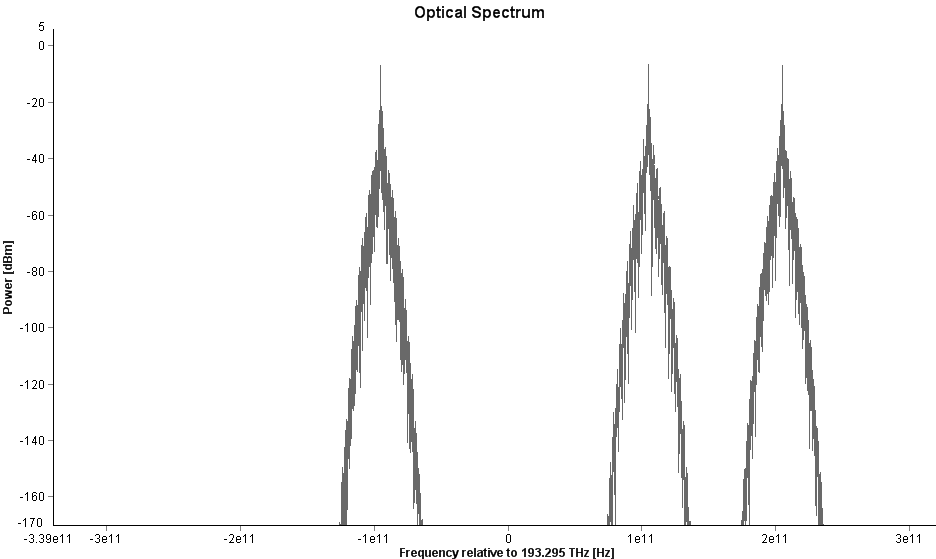 Optical Spectrum
5
0
-20
-40
-60
-80
-100
-120
-140
-160
-170
Power [dBm]
-3.39e11 -3e11 -2e11 -1e11 0 1e11 2e11 3e11
Frequency relative to 193.295 THz [Hz]